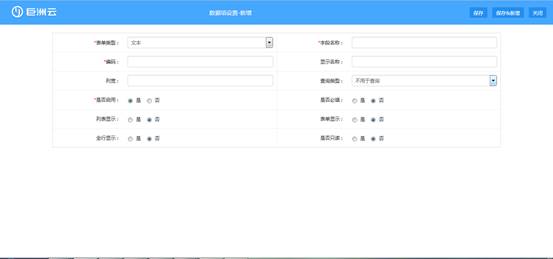 巨洲云 数据项设置-新增 保存 保存&新增 关闭
*表单类型： 文本 *字段名称：
*编码： 显示名称：
列宽： 查询类型： 不用于查询
*是否启用： 是 否 是否必填： 是 否
列表显示： 是 否 表单显示： 是 否
全行显示： 是 否 是否只读： 是 否